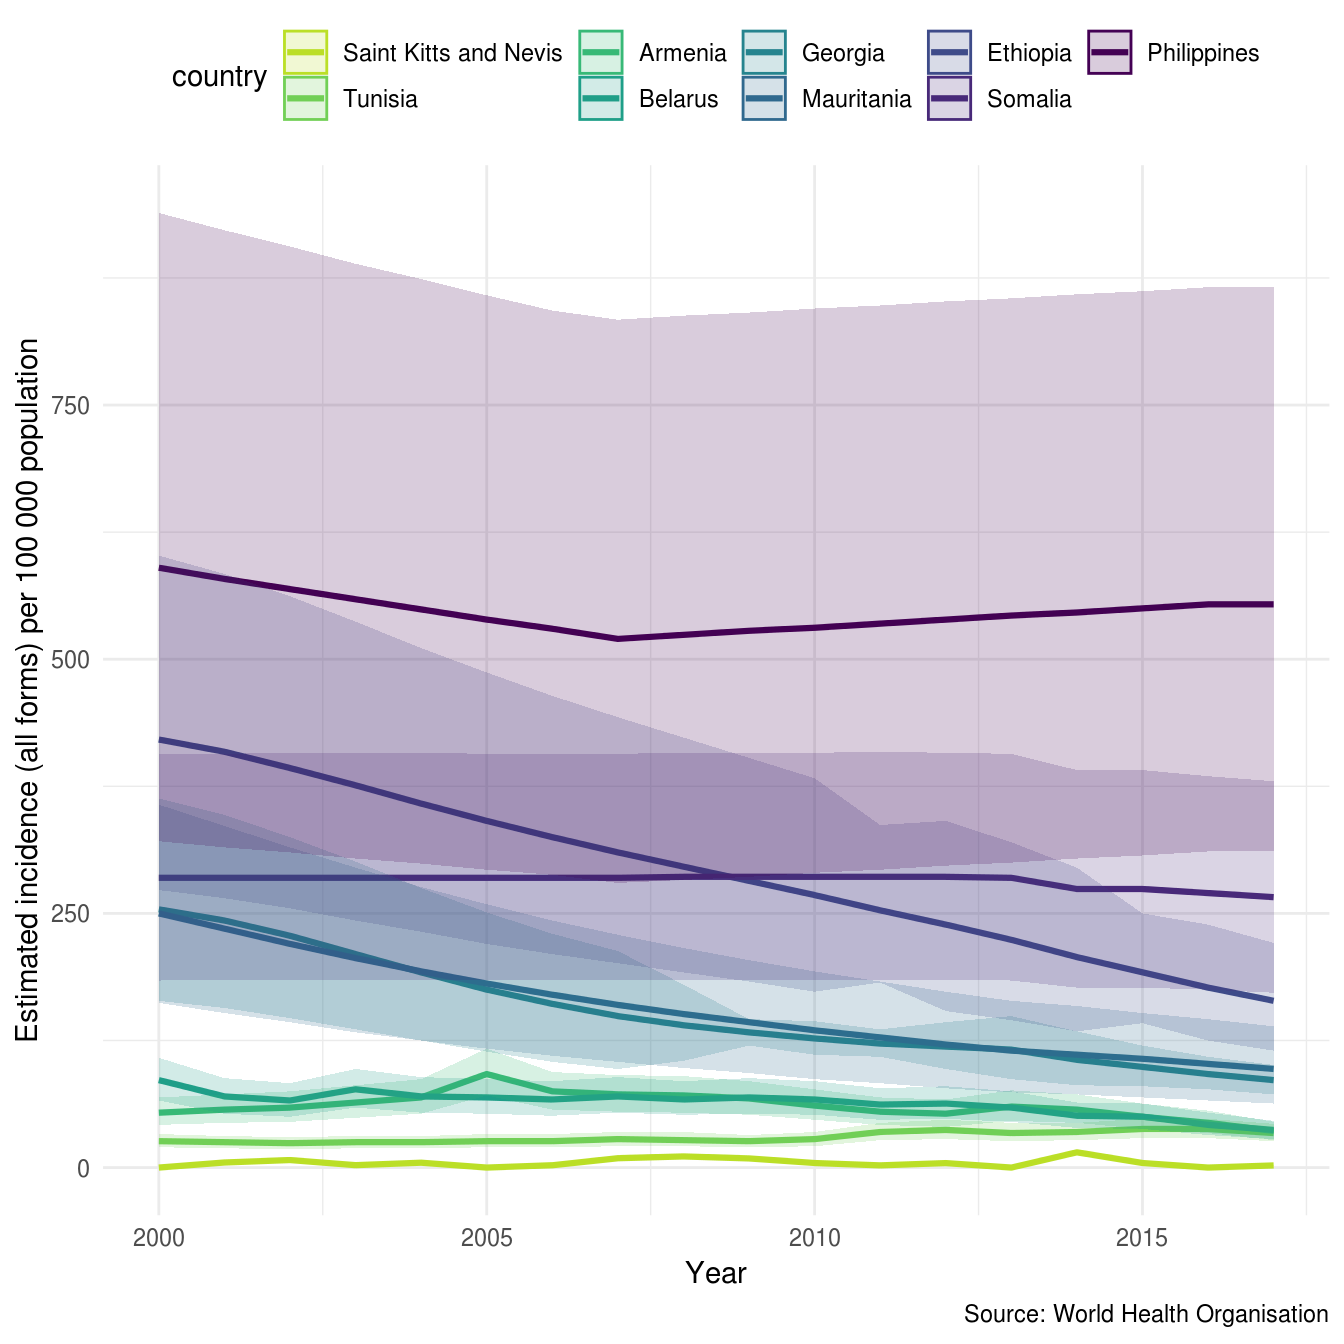 country
Saint Kitts and Nevis
Armenia
Georgia
Ethiopia
Philippines
Tunisia
Belarus
Mauritania
Somalia
Estimated incidence (all forms) per 100 000 population
750
500
250
0
2000
2005
2010
2015
Year
Source: World Health Organisation